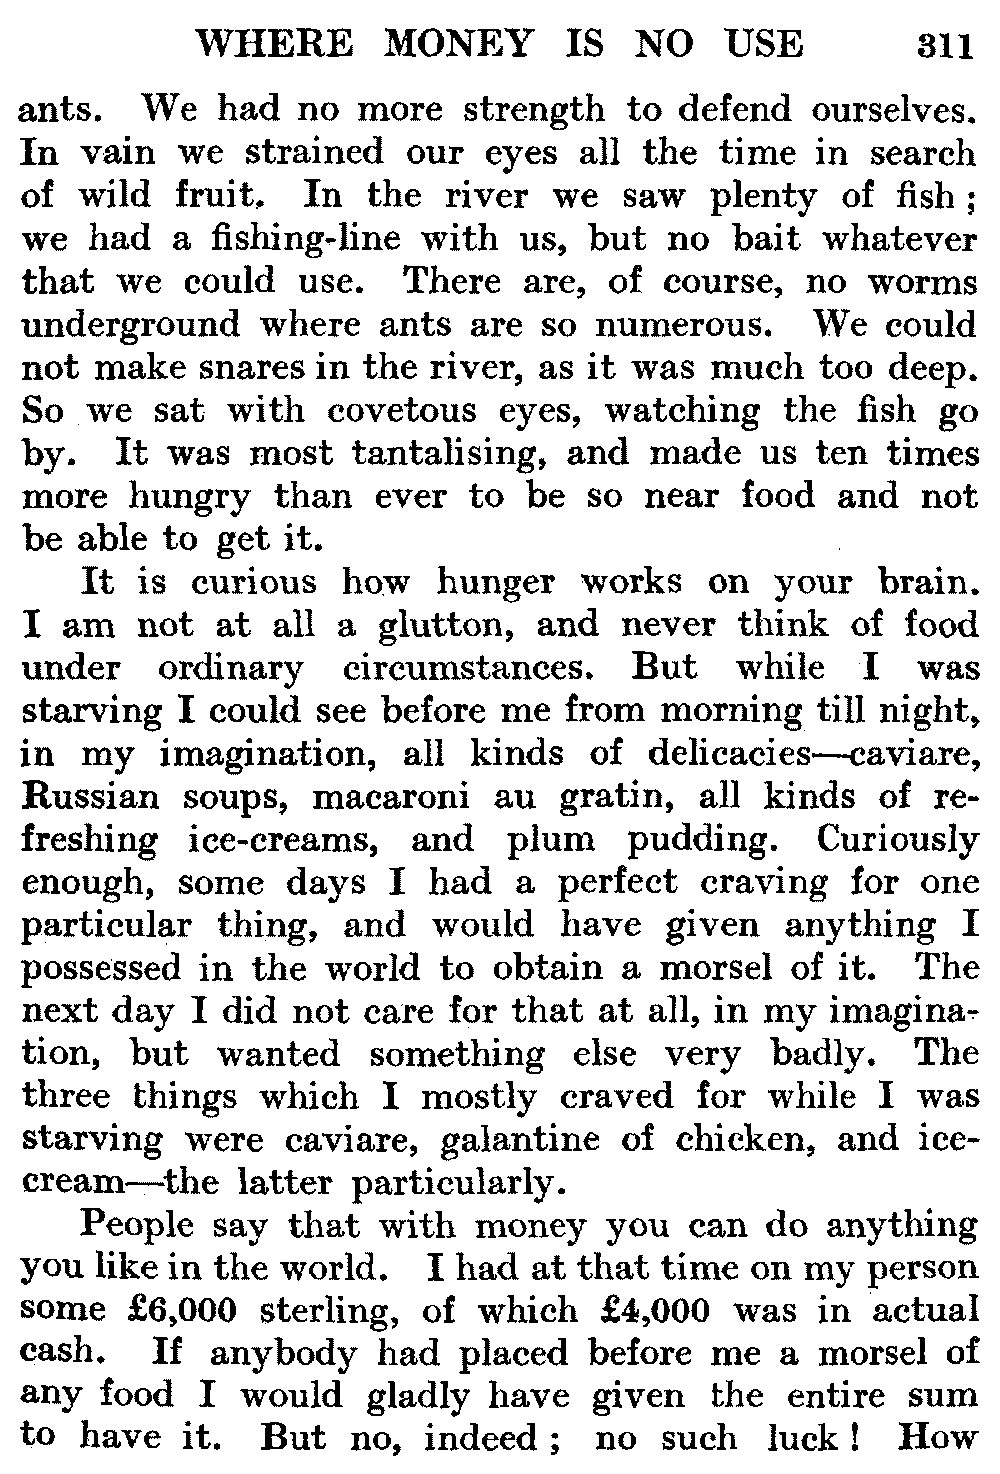 WHERE MONEY IS NO USE 311
ants. We had no more strength to defend ourselves.
In vain we strained our eyes all the time in search
of wild fruit. In the river we saw plenty of fish ;
we had a fishing-line with us, but no bait whatever
that we could use. There are, of course, no worms
underground where ants are so numerous. We could
not make snares in the river, as it was much too deep.
So we sat with covetous eyes, watching the fish go
by. It was most tantalising, and made us ten times
more hungry than ever to be so near food and not
be able to get it.
It is curious how hunger works on your brain.
I am not at all a glutton, and never think of food
under ordinary circumstances. But while I was
starving I could see before me from morning till night,
in my imagination, all kinds of delicacies—caviare,
Russian soups, macaroni au gratin, all kinds of re-
freshing ice-creams, and plum pudding. Curiously
enough, some days I had a perfect craving for one
particular thing, and would have given anything I
possessed in the world to obtain a morsel of it. The
next day I did not care for that at all, in my imagina-
tion, but wanted something else very badly. The
three things which I mostly craved for while I was
starving were caviare, galantine of chicken, and ice-
cream—the latter particularly.
People say that with money you can do anything
you like in the world. I had at that time on my person
some £6,000 sterling, of which £4,000 was in actual
cash. If anybody had placed before me a morsel of
any food I would gladly have given the entire sum
to have it. But no, indeed ; no such luck ! How